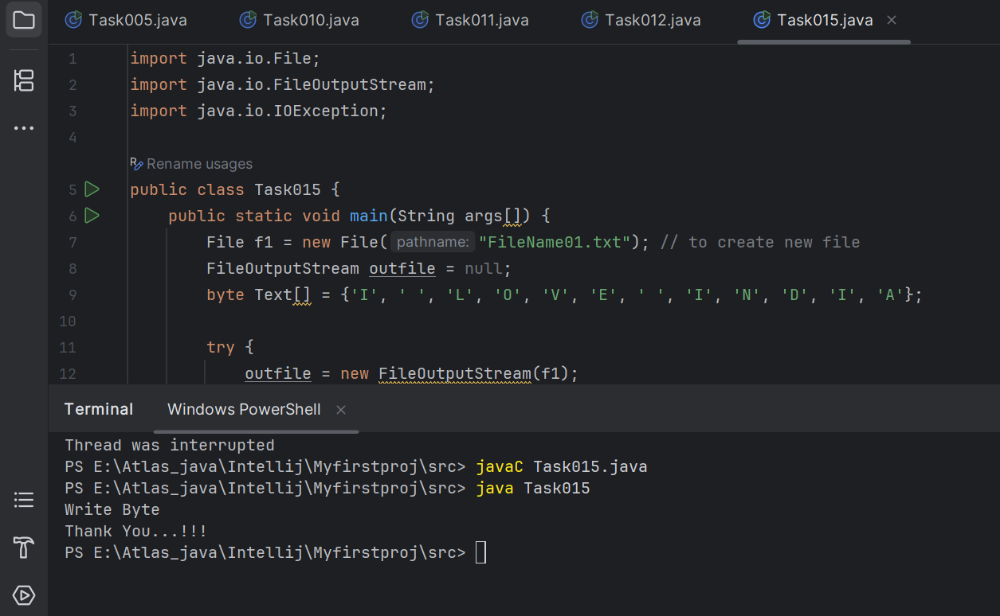 Task005.java Task010.java Task011.java Task012.java Task015.java
1 import java.io.File;
2 import java.io.FileOutputStream;
3 import java.io.IOException;
4
Rename usages
5 public class Task015 {
6 public static void main(String args[]) {
7 File f1 = new File( pathname: "FileName01.txt"); // to create new file
8 FileOutputStream outfile = null;
9 byte Text[] = {'I', ' ', 'L', 'O', 'V', 'E', ' ', 'I', 'N', 'D', 'I', 'A'};
10
11 try {
12 outfile = new FileOutputStream(f1);
Terminal Windows PowerShell
Thread was interrupted
PS E:\Atlas_java\Intellij\Myfirstproj\src> javaC Task015.java
PS E:\Atlas_java\Intellij\Myfirstproj\src> java Task015
Write Byte
Thank You...!!!
PS E:\Atlas_java\Intellij\Myfirstproj\src>